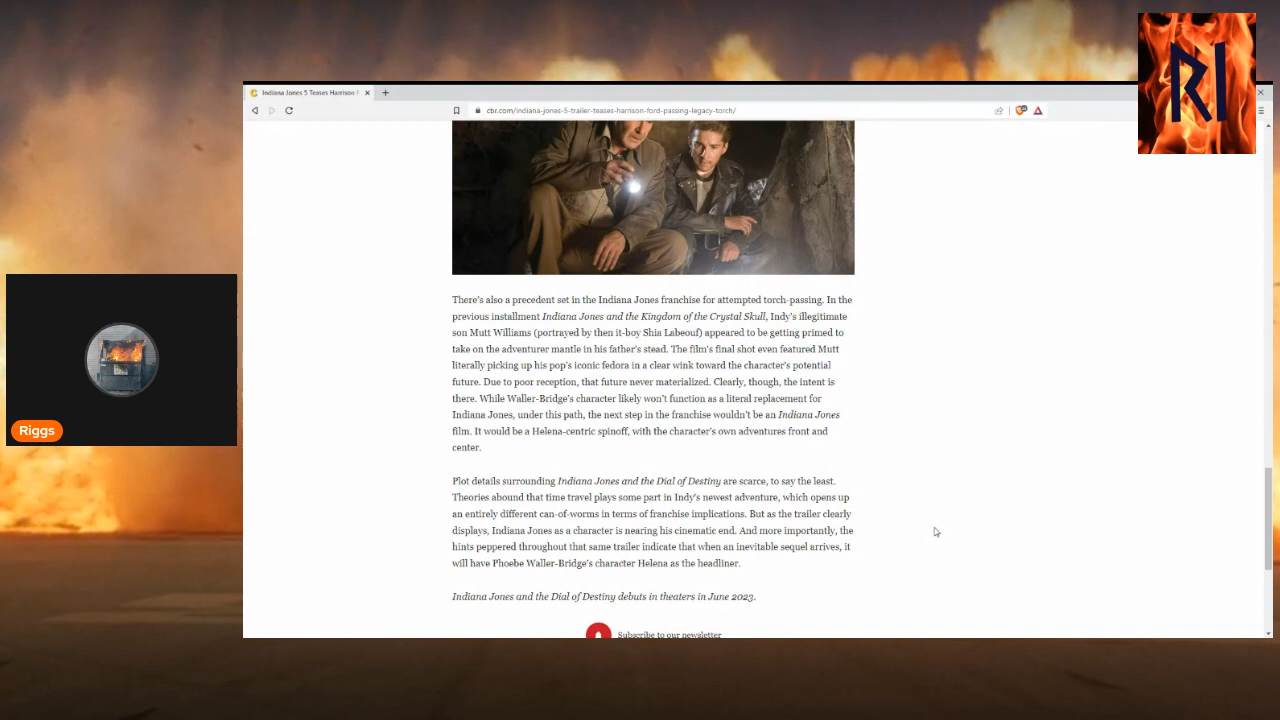 RI
Indiana Jones 5 Teases Harrison
cbr.com/indiana-jones-5-trailer-teases-harrison-ford-passing-legacy-torch/
There's also a precedent set in the Indiana Jones franchise for attempted torch-passing. In the
previous installment Indiana Jones and the Kingdom of the Crystal Skull, Indy's illegitimate
son Mutt Williams (portrayed by then it-boy Shia Labeouf) appeared to be getting primed to
take on the adventurer mantle in his father's stead. The film's final shot even featured Mutt
literally picking up his pop's iconic fedora in a clear wink toward the character's potential
future. Due to poor reception, that future never materialized. Clearly, though, the intent is
there. While Waller-Bridge's character likely won't function as a literal replacement for
Indiana Jones, under this path, the next step in the franchise wouldn't be an Indiana Jones
film. It would be a Helena-centric spinoff, with the character's own adventures front and
center.
Riggs
Plot details surrounding Indiana Jones and the Dial of Destiny are scarce, to say the least.
Theories abound that time travel plays some part in Indy's newest adventure, which opens up
an entirely different can-of-worms in terms of franchise implications. But as the trailer clearly
displays, Indiana Jones as a character is nearing his cinematic end. And more importantly, the
hints peppered throughout that same trailer indicate that when an inevitable sequel arrives, it
will have Phoebe Waller-Bridge's character Helena as the headliner.
Indiana Jones and the Dial of Destiny debuts in theaters in June 2023.
Subscribe to our newsletter